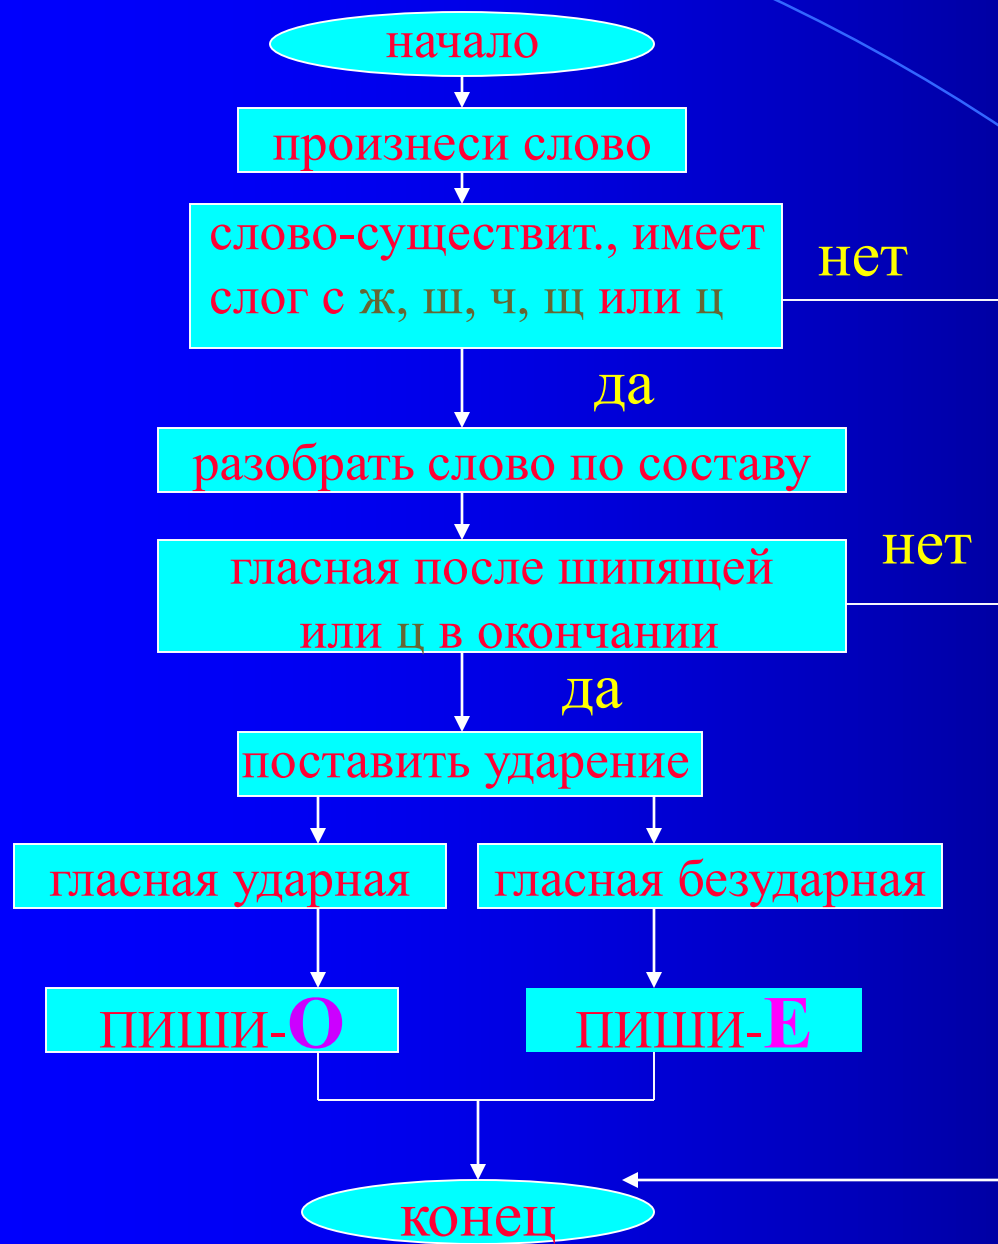 начало
произнеси слово
слово-существит., имеет
слог с ж, ш, ч, щ или ц
нет
да
разобрать слово по составу
гласная после шипящей
или ц в окончании
нет
да
поставить ударение
гласная ударная
гласная безударная
ПИШИ-О
ПИШИ-Е
конец